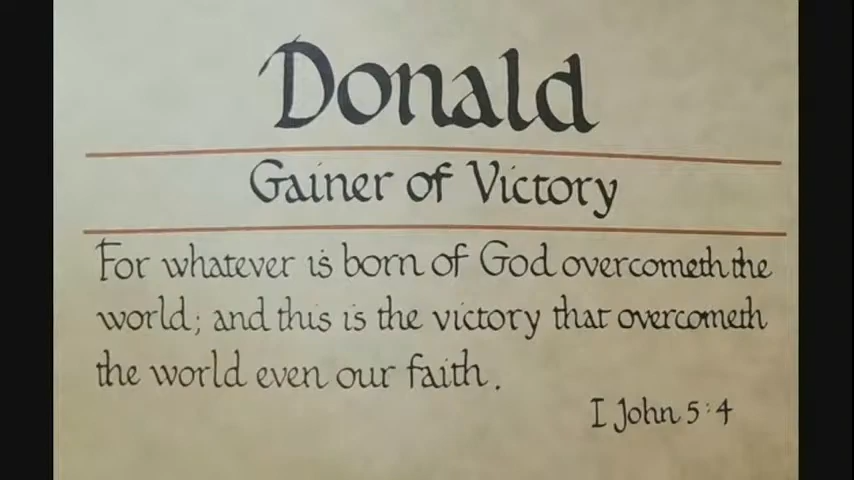 Donald
Gainer of Victory
For whatever is born of God overcometh the
world; and this is the victory that overcometh
the world even our faith.
I John 5:4